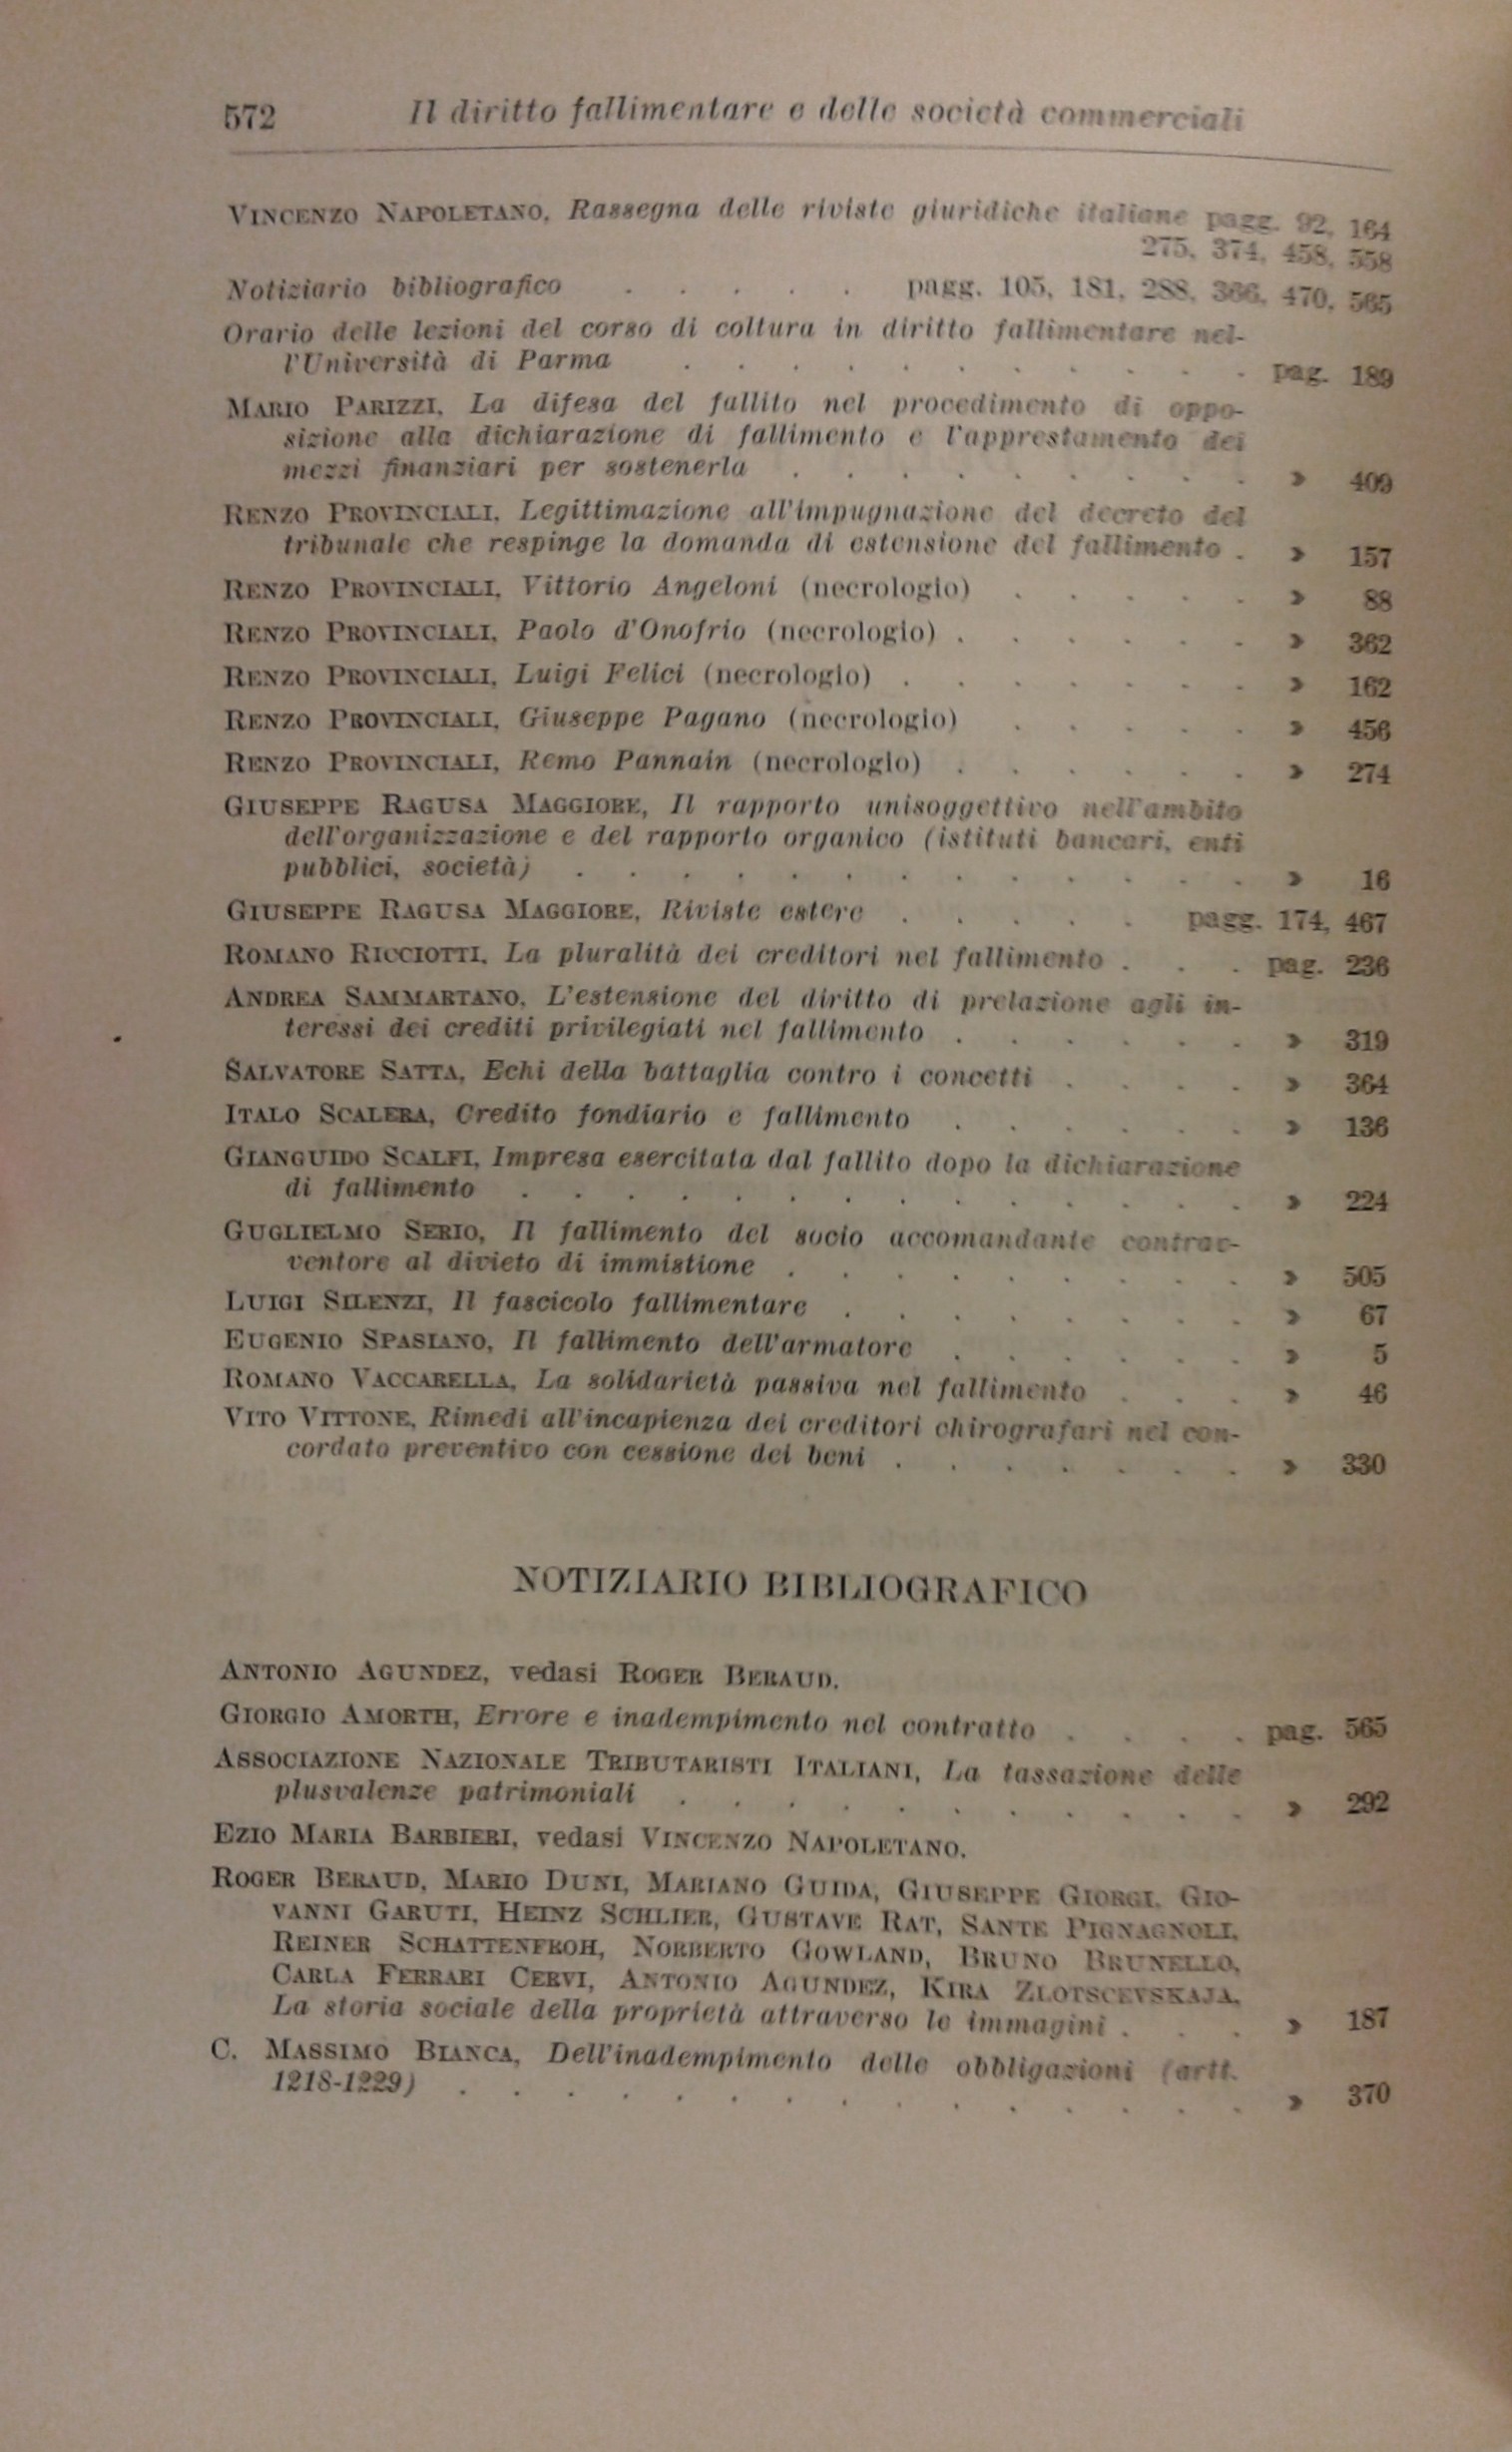 572 Il diritto fallimentare e delle società commerciali
VINCENZO NAPOLETANO, Rassegna delle riviste giuridiche italiane pagg. 92, 164
275, 374, 458, 558
Notiziario bibliografico . . . . . pagg. 105, 181, 288, 366, 470, 565
Orario delle lezioni del corso di coltura in diritto fallimentare nel-
l'Università di Parma . . . . . . . . . . . pag. 189
MARIO PARIZZI, La difesa del fallito nel procedimento di oppo-
sizione alla dichiarazione di fallimento e l'apprestamento dei
mezzi finanziari per sostenerla . . . . . . . . . » 409
RENZO PROVINCIALI, Legittimazione all'impugnazione del decreto del
tribunale che respinge la domanda di estensione del fallimento . » 157
RENZO PROVINCIALI, Vittorio Angeloni (necrologio) . . . . . » 88
RENZO PROVINCIALI, Paolo d'Onofrio (necrologio) . . . . . . » 362
RENZO PROVINCIALI, Luigi Felici (necrologio) . . . . . . . » 162
RENZO PROVINCIALI, Giuseppe Pagano (necrologio) . . . . . » 456
RENZO PROVINCIALI, Remo Pannain (necrologio) . . . . . . » 274
GIUSEPPE RAGUSA MAGGIORE, Il rapporto unisoggettivo nell'ambito
dell'organizzazione e del rapporto organico (istituti bancari, enti
pubblici, società) . . . . . . . . . . . . . » 16
GIUSEPPE RAGUSA MAGGIORE, Riviste estere . . . . . pagg. 174, 467
ROMANO RICCIOTTI, La pluralità dei creditori nel fallimento . . . pag. 236
ANDREA SAMMARTANO, L'estensione del diritto di prelazione agli in-
teressi dei crediti privilegiati nel fallimento . . . . . . » 319
SALVATORE SATTA, Echi della battaglia contro i concetti . . . . » 364
ITALO SCALERA, Credito fondiario e fallimento . . . . . . » 136
GIANGUIDO SCALFI, Impresa esercitata dal fallito dopo la dichiarazione
di fallimento . . . . . . . . . . . . . . » 224
GUGLIELMO SERIO, Il fallimento del socio accomandante contrav-
ventore al divieto di immistione . . . . . . . . . » 505
LUIGI SILENZI, Il fascicolo fallimentare . . . . . . . . » 67
EUGENIO SPASIANO, Il fallimento dell'armatore . . . . . . » 5
ROMANO VACCARELLA, La solidarietà passiva nel fallimento . . . » 46
VITO VITTONE, Rimedi all'incapienza dei creditori chirografari nel con-
cordato preventivo con cessione dei beni . . . . . . . » 330
NOTIZIARIO BIBLIOGRAFICO
ANTONIO AGUNDEZ, vedasi ROGER BERAUD.
GIORGIO AMORTH, Errore e inadempimento nel contratto . . . . pag. 565
ASSOCIAZIONE NAZIONALE TRIBUTARISTI ITALIANI, La tassazione delle
plusvalenze patrimoniali . . . . . . . . . . . » 292
EZIO MARIA BARBIERI, vedasi VINCENZO NAPOLETANO.
ROGER BERAUD, MARIO DUNI, MARIANO GUIDA, GIUSEPPE GIORGI, GIO-
VANNI GARUTI, HEINZ SCHLIER, GUSTAVE RAT, SANTE PIGNAGNOLI,
REINER SCHATTENFROH, NORBERTO GOWLAND, BRUNO BRUNELLO,
CARLA FERRARI CERVI, ANTONIO AGUNDEZ, KIRA ZLOTSCEVSKAJA,
La storia sociale della proprietà attraverso le immagini . . . » 187
C. MASSIMO BIANCA, Dell'inadempimento delle obbligazioni (artt.
1218-1229) . . . . . . . . . . . . . . . » 370